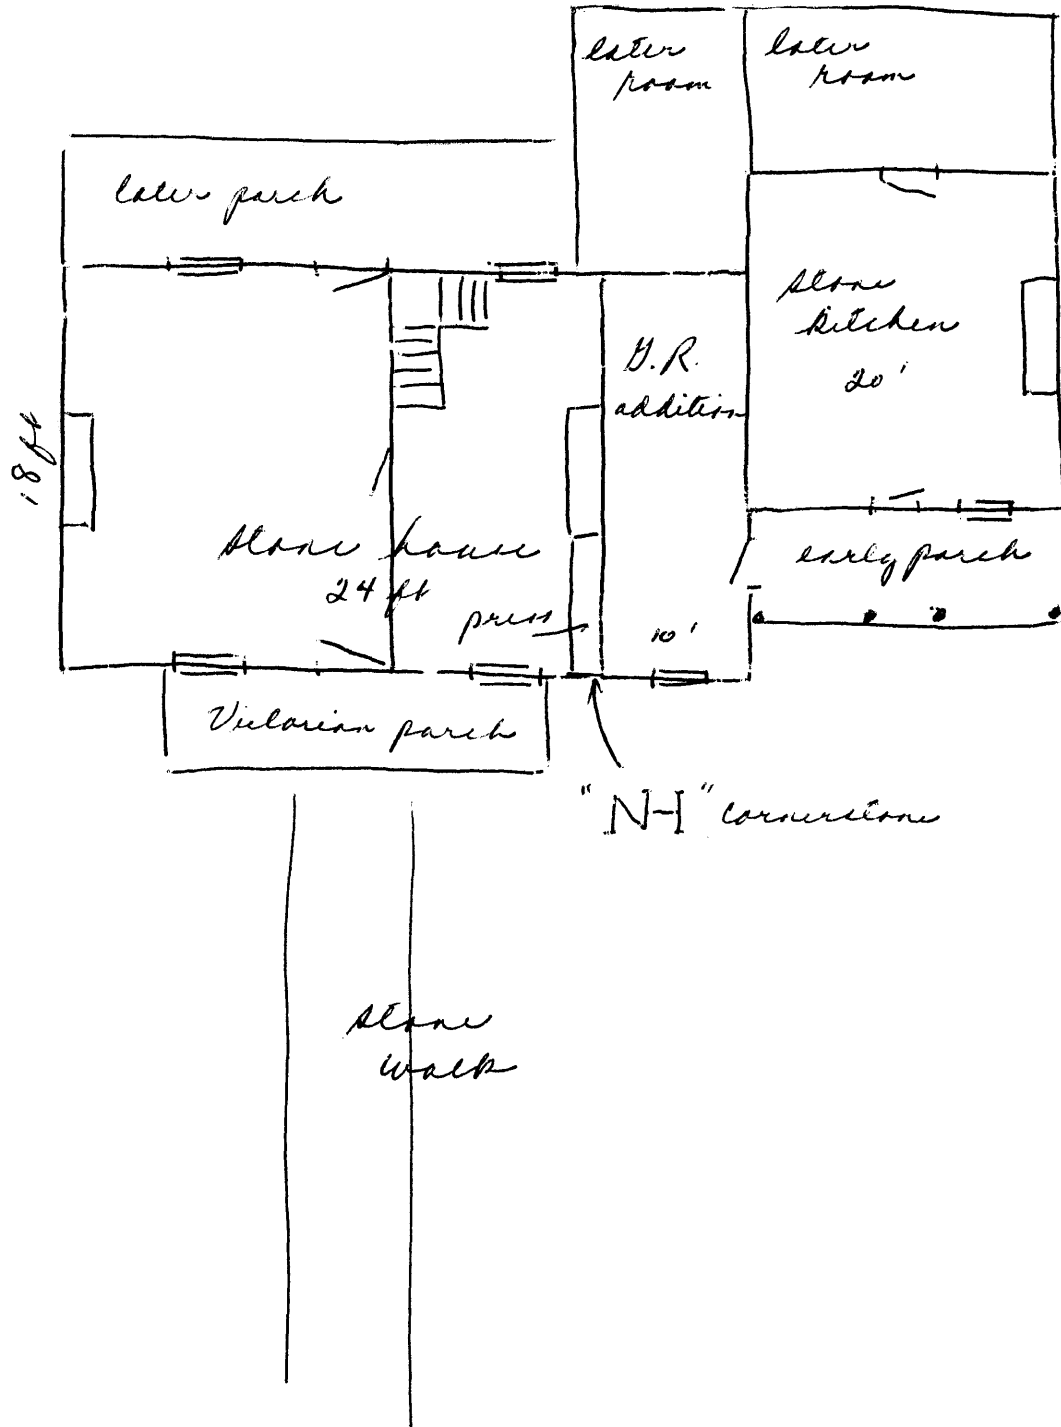 later
room
later
room
later porch
stone
kitchen
20'
G.R.
addition
18 ft
stone house
24 ft
early porch
press
10'
Victorian porch
"NH" cornerstone
stone
walk